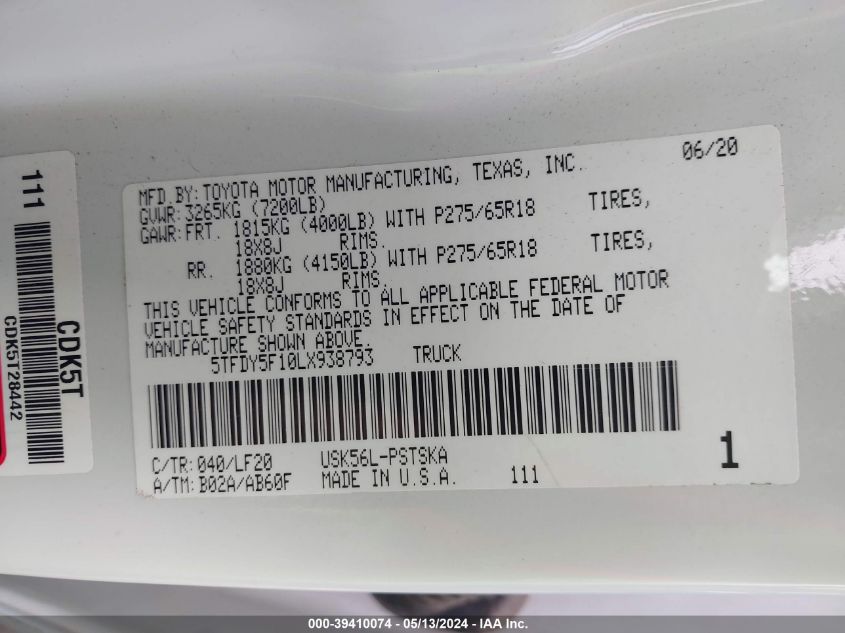 111
CDK5T
CDK5T28442
06/20
MFD.BY:TOYOTA MOTOR MANUFACTURING, TEXAS, INC.
GVWR:3265KG (7200LB)
GAWR:FRT. 1815KG (4000LB) WITH P275/65R18 TIRES,
18X8J RIMS.
RR. 1880KG (4150LB) WITH P275/65R18 TIRES,
18X8J RIMS.
THIS VEHICLE CONFORMS TO ALL APPLICABLE FEDERAL MOTOR
VEHICLE SAFETY STANDARDS IN EFFECT ON THE DATE OF
MANUFACTURE SHOWN ABOVE.
5TFDY5F10LX938793 TRUCK
C/TR:040/LF20 USK56L-PSTSKA
A/TM:B02A/AB60F MADE IN U.S.A. 111
1
000-39410074 - 05/13/2024 - IAA Inc.